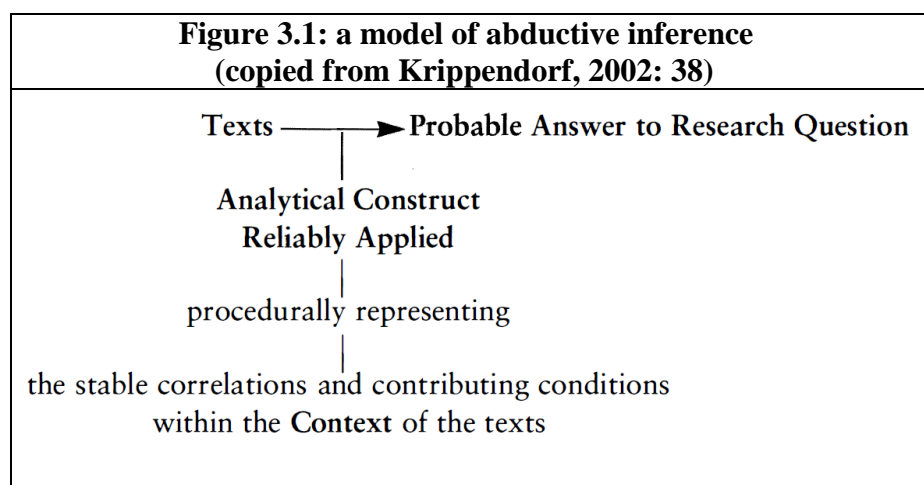 Figure 3.1: a model of abductive inference
(copied from Krippendorf, 2002: 38)
Texts Probable Answer to Research Question
Analytical Construct
Reliably Applied
procedurally representing
the stable correlations and contributing conditions
within the Context of the texts